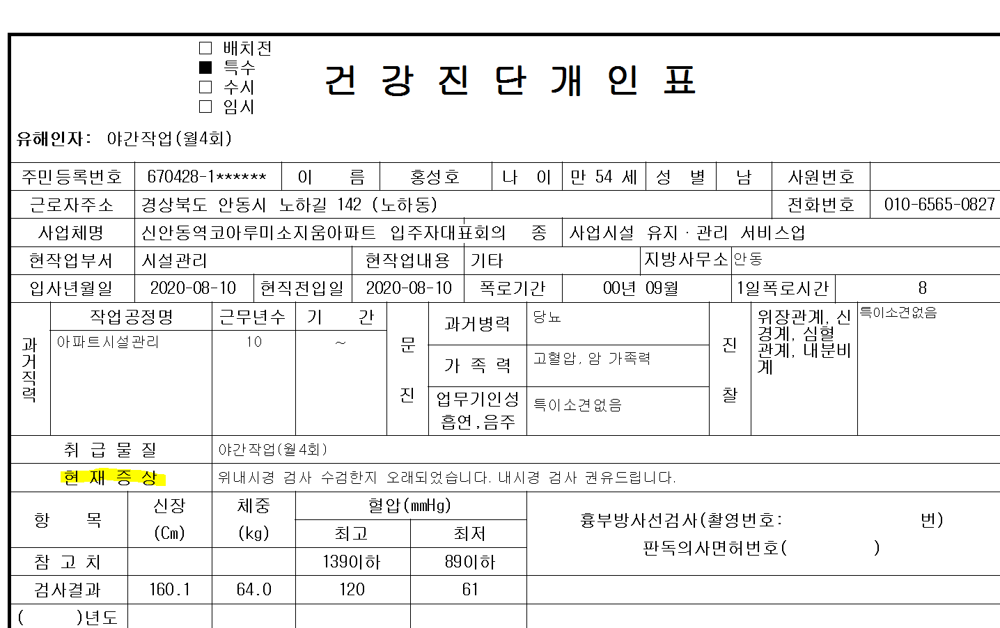 □ 배치전
■ 특수
□ 수시
□ 임시
건 강 진 단 개 인 표
유해인자: 야간작업(월4회)
주민등록번호 670428-1****** 이 름 홍성호 나 이 만 54 세 성 별 남 사원번호
근로자주소 경상북도 안동시 노하길 142 (노하동) 전화번호 010-6565-0827
사업체명 신안동역코아루미소지움아파트 입주자대표회의 종 사업시설 유지·관리 서비스업
현작업부서 시설관리 현작업내용 기타 지방사무소 안동
입사년월일 2020-08-10 현직전입일 2020-08-10 폭로기간 00년 09월 1일폭로시간 8
과거직력
작업공정명 근무년수 기 간
아파트시설관리 10 ~
문 진
과거병력 당뇨
가 족 력 고혈압, 암 가족력
업무기인성
흡연,음주
특이소견없음
진 찰
위장관계, 신
경계, 심혈
관계, 내분비
계
특이소견없음
취 급 물 질 야간작업(월4회)
현 재 증 상 위내시경 검사 수검한지 오래되었습니다. 내시경 검사 권유드립니다.
항 목 신장 체중 혈압(mmHg)
(Cm) (kg) 최고 최저
흉부방사선검사(촬영번호: 번)
판독의사면허번호( )
참 고 치 139이하 89이하
검사결과 160.1 64.0 120 61
( )년도